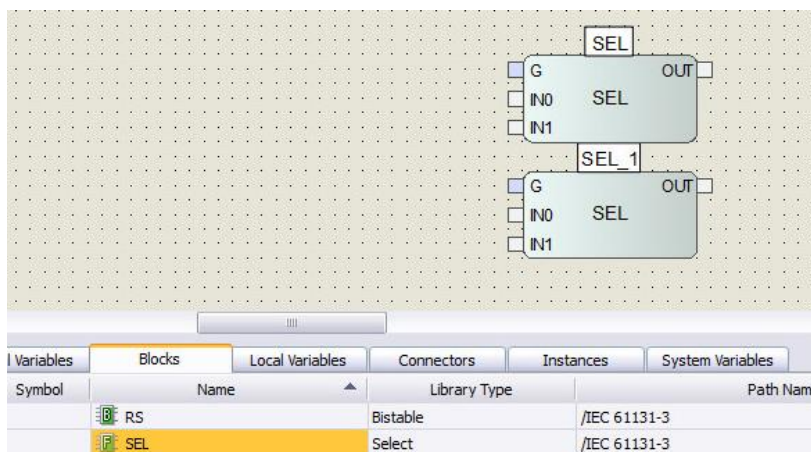 SEL
G OUT
IN0 SEL
IN1
SEL_1
G OUT
IN0 SEL
IN1
l Variables Blocks Local Variables Connectors Instances System Variables
Symbol Name Library Type Path Nam
B RS Bistable /IEC 61131-3
F SEL Select /IEC 61131-3